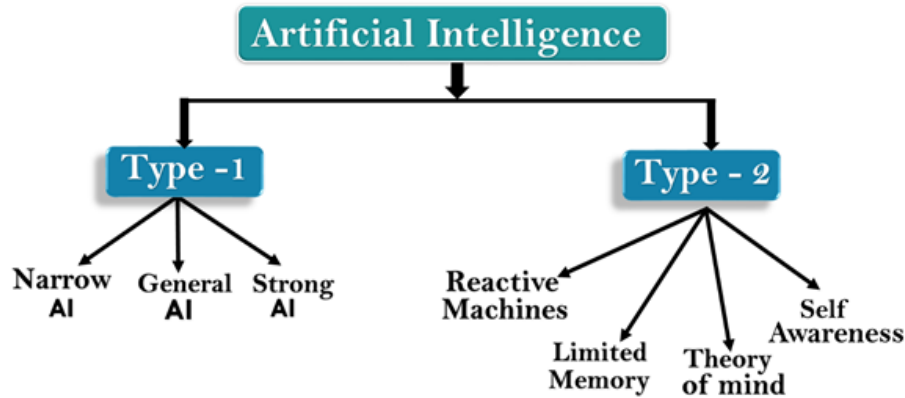 Artificial Intelligence
Type -1
Type - 2
Narrow
AI
General
AI
Strong
AI
Reactive
Machines
Limited
Memory
Theory
of mind
Self
Awareness